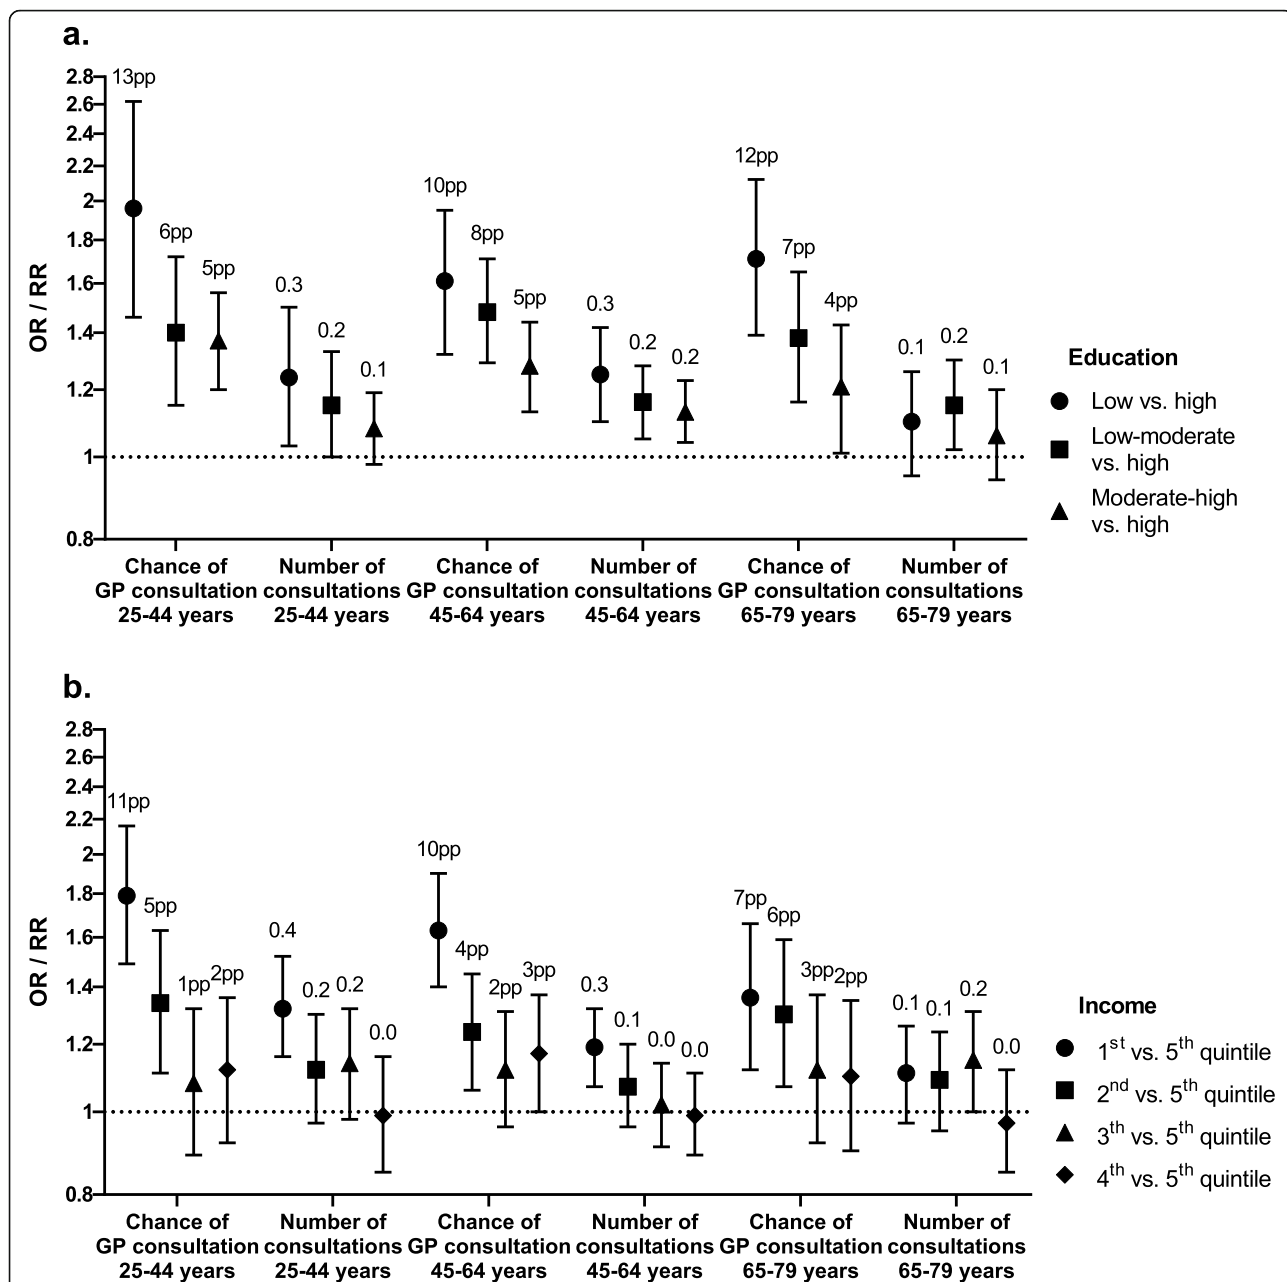 a.
OR / RR
2.8
2.6
2.4
2.2
2
1.8
1.6
1.4
1.2
1
0.8
13pp
6pp
5pp
0.3
0.2
0.1
10pp
8pp
5pp
0.3
0.2
0.2
12pp
7pp
4pp
0.1
0.2
0.1
Chance of
GP consultation
25-44 years
Number of
consultations
25-44 years
Chance of
GP consultation
45-64 years
Number of
consultations
45-64 years
Chance of
GP consultation
65-79 years
Number of
consultations
65-79 years
Education
Low vs. high
Low-moderate
vs. high
Moderate-high
vs. high
b.
OR / RR
2.8
2.6
2.4
2.2
2
1.8
1.6
1.4
1.2
1
0.8
11pp
5pp
1pp
2pp
0.4
0.2
0.2
0.0
10pp
4pp
2pp
3pp
0.3
0.1
0.0
0.0
7pp
6pp
3pp
2pp
0.1
0.1
0.2
0.0
Chance of
GP consultation
25-44 years
Number of
consultations
25-44 years
Chance of
GP consultation
45-64 years
Number of
consultations
45-64 years
Chance of
GP consultation
65-79 years
Number of
consultations
65-79 years
Income
1st vs. 5th quintile
2nd vs. 5th quintile
3th vs. 5th quintile
4th vs. 5th quintile